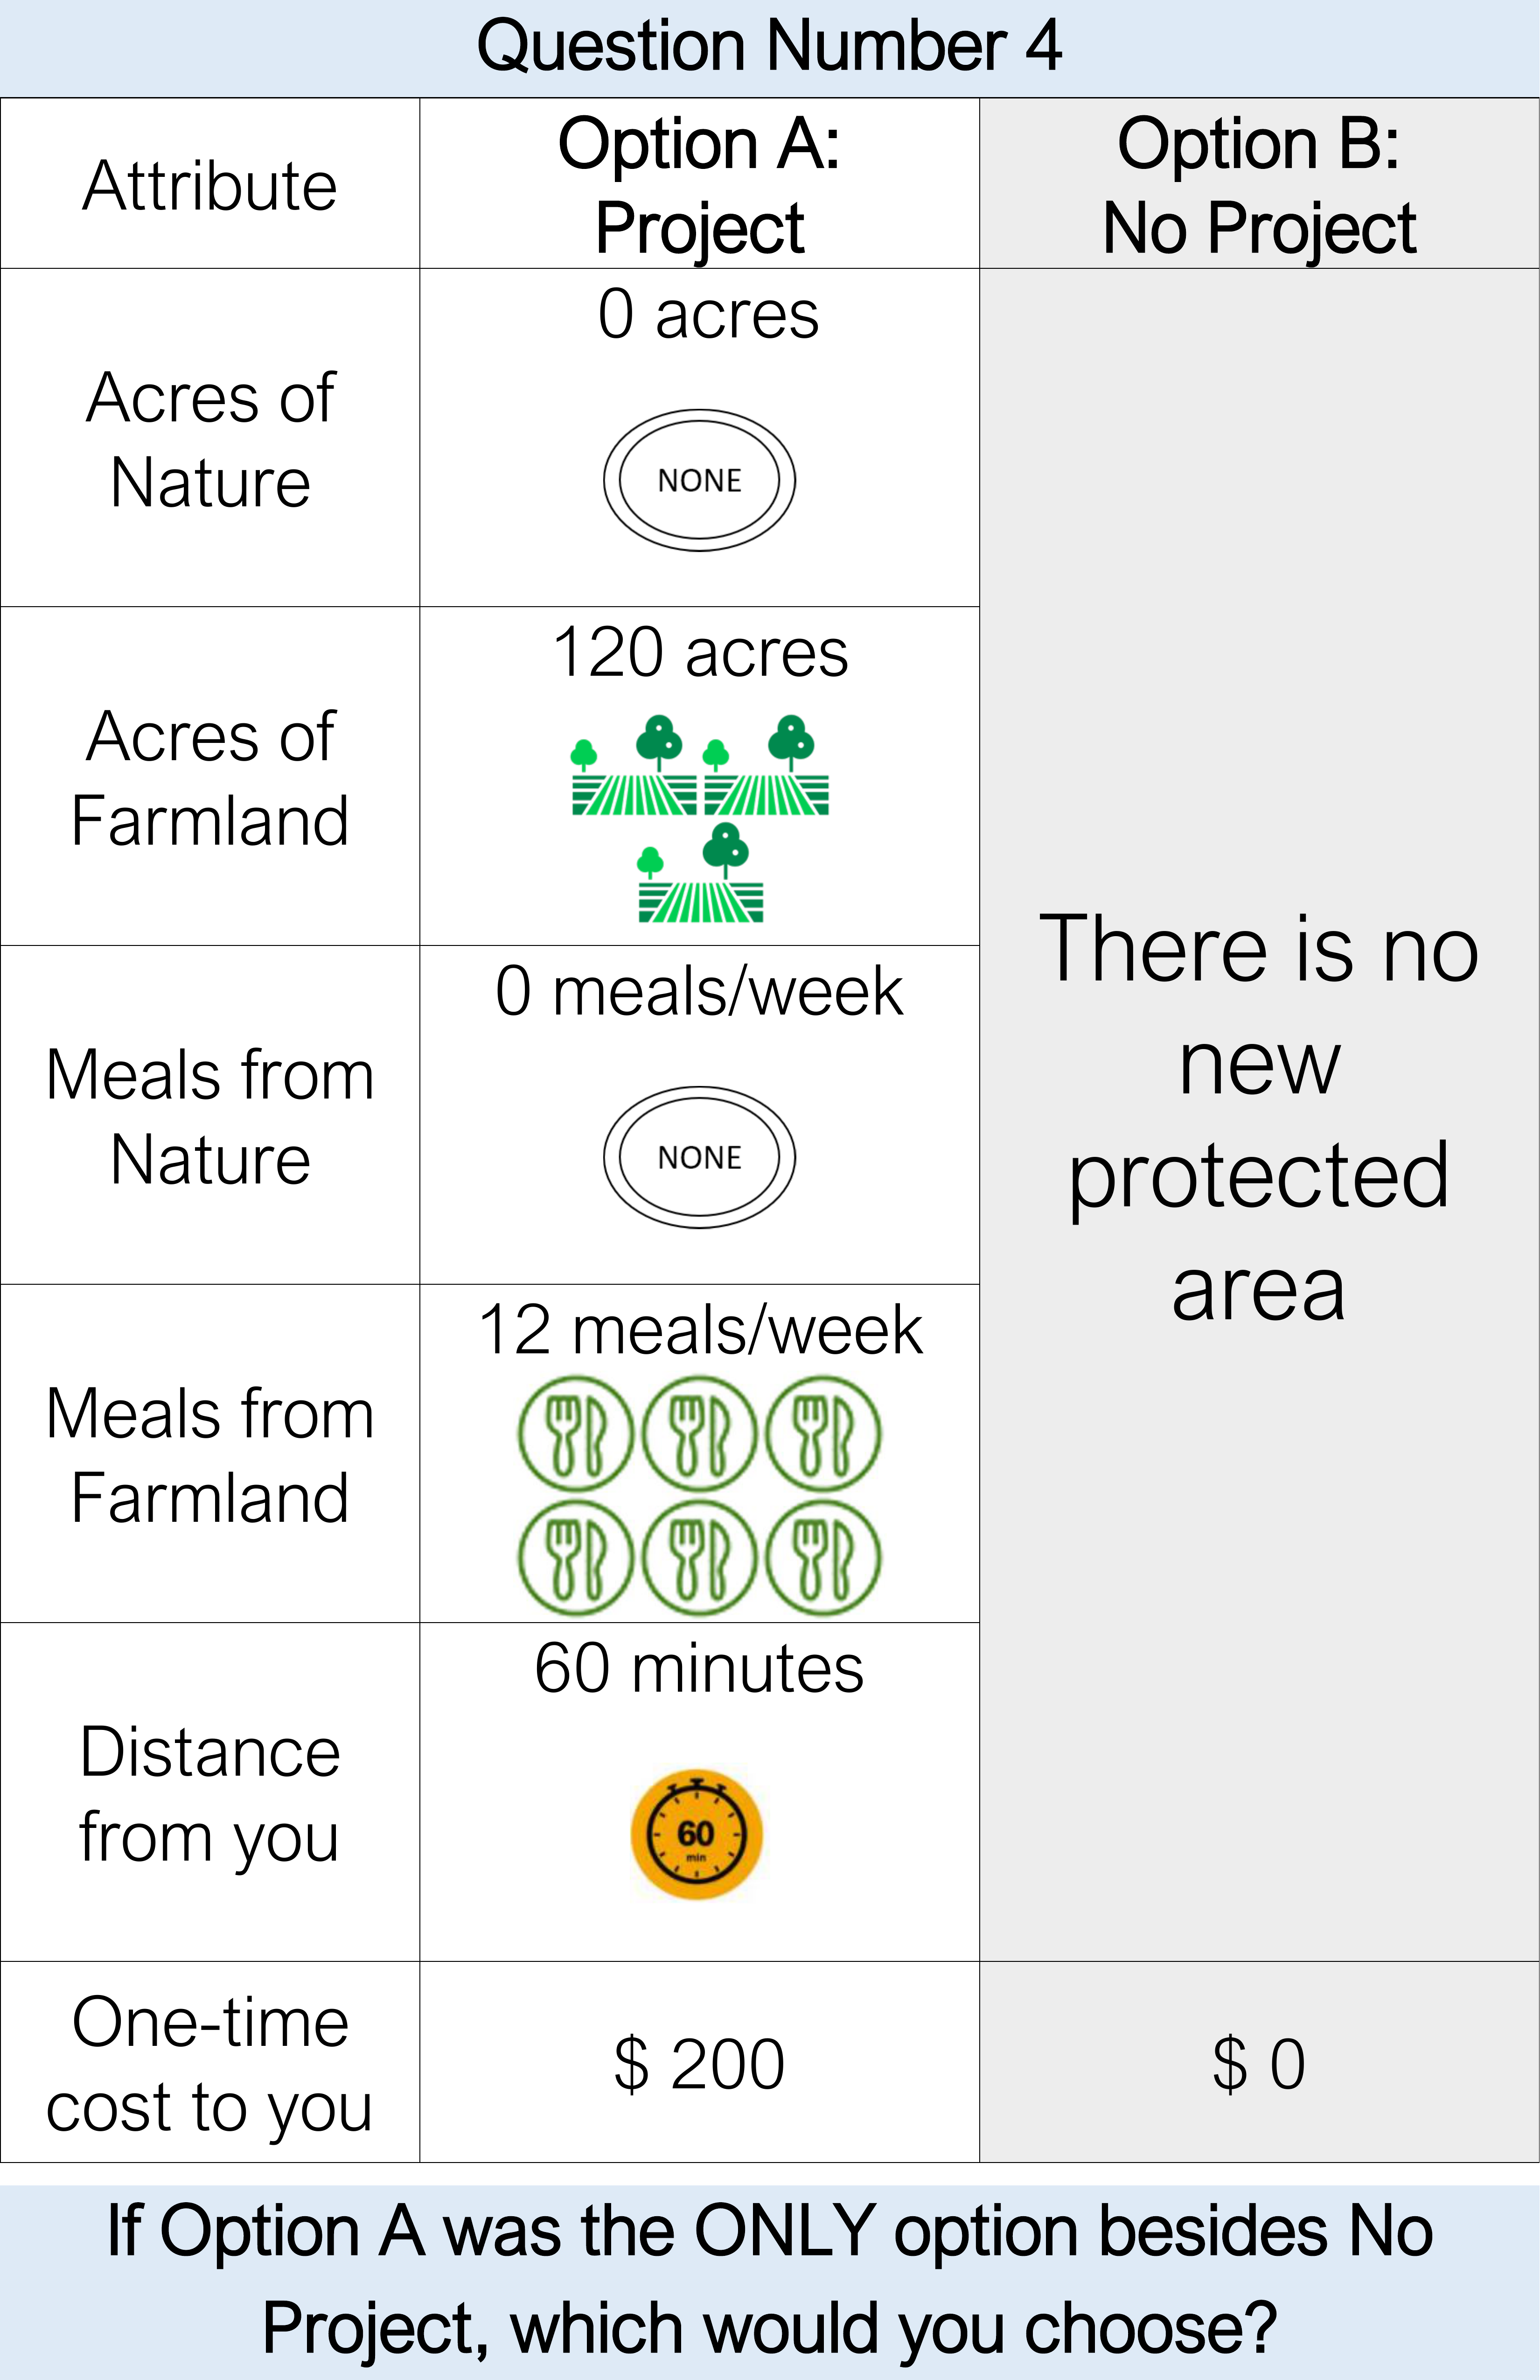 Question Number 4
Attribute
Option A:
Project
Option B:
No Project
Acres of
Nature
0 acres
NONE
Acres of
Farmland
120 acres
Meals from
Nature
0 meals/week
NONE
Meals from
Farmland
12 meals/week
Distance
from you
60 minutes
60
min
There is no
new
protected
area
One-time
cost to you
$ 200
$ 0
If Option A was the ONLY option besides No
Project, which would you choose?